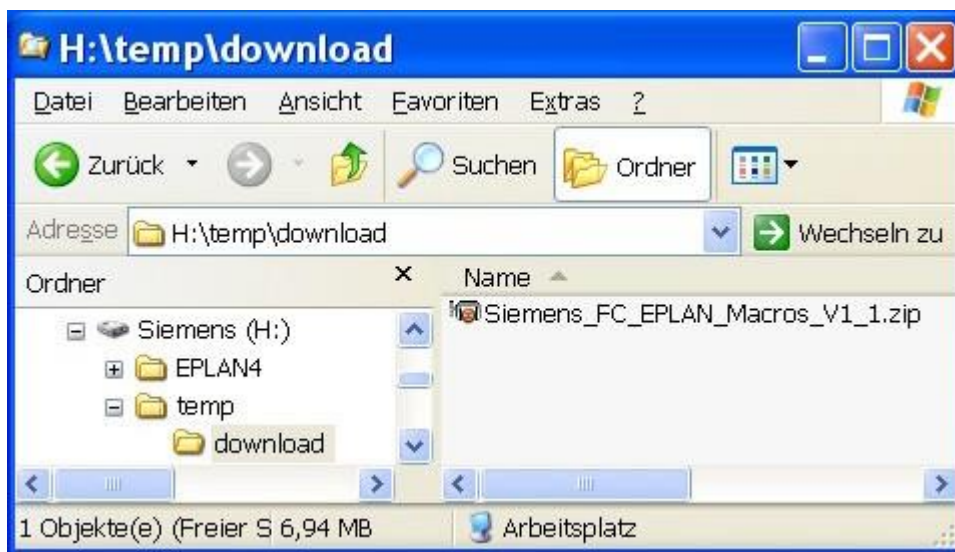 H:\temp\download
Datei Bearbeiten Ansicht Favoriten Extras ?
Zurück Suchen Ordner
Adresse H:\temp\download Wechseln zu
Ordner
Name
Siemens (H:)
EPLAN4
temp
download
Siemens_FC_EPLAN_Macros_V1_1.zip
1 Objekte(e) (Freier S 6,94 MB Arbeitsplatz